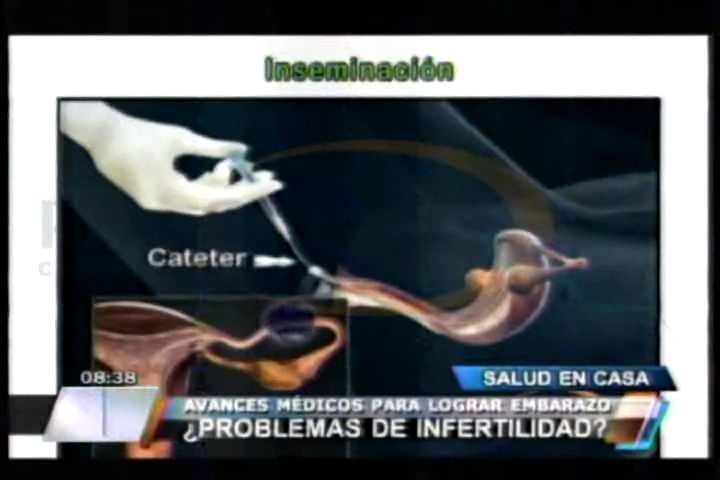 Inseminación
Cateter
08:38
SALUD EN CASA
AVANCES MÉDICOS PARA LOGRAR EMBARAZO
¿PROBLEMAS DE INFERTILIDAD?